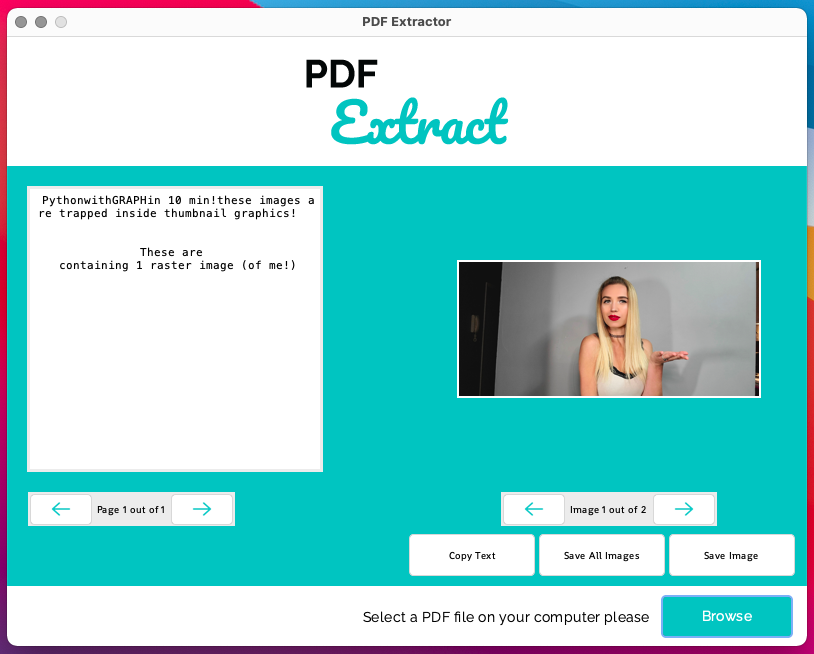 PDF Extractor
PDF
Extract
PythonwithGRAPHin 10 min!these images a
re trapped inside thumbnail graphics!
These are
containing 1 raster image (of me!)
Page 1 out of 1
Image 1 out of 2
Copy Text
Save All Images
Save Image
Select a PDF file on your computer please
Browse